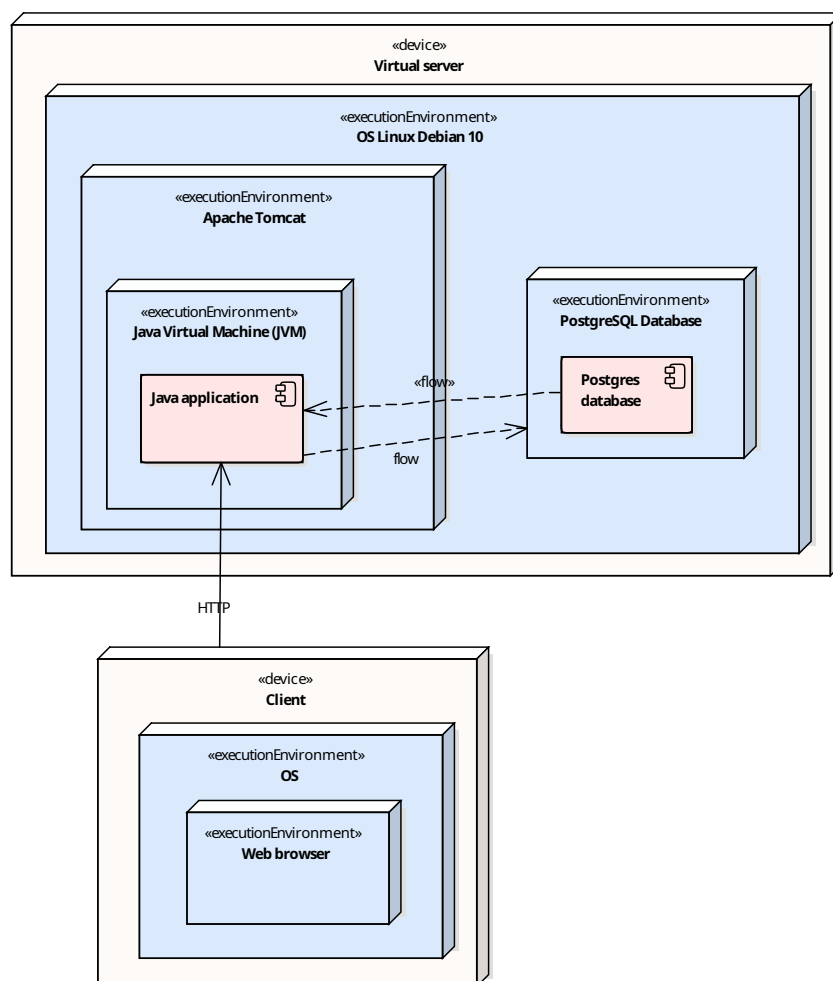 «device»
Virtual server
«executionEnvironment»
OS Linux Debian 10
«executionEnvironment»
Apache Tomcat
«executionEnvironment»
Java Virtual Machine (JVM)
Java application
«executionEnvironment»
PostgreSQL Database
Postgres
database
«flow»
flow
HTTP
«device»
Client
«executionEnvironment»
OS
«executionEnvironment»
Web browser